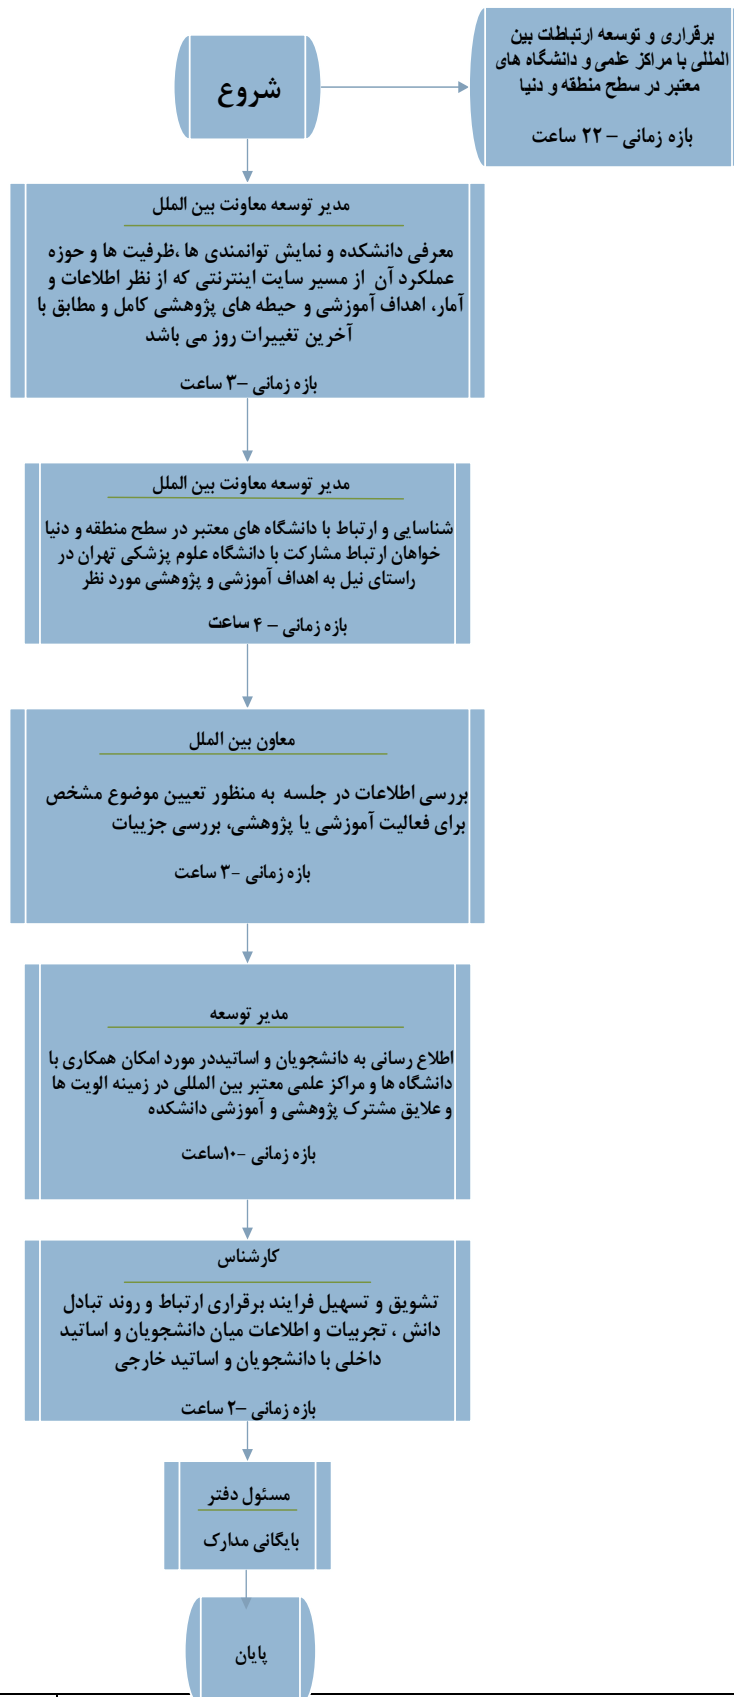 شروع
برقراری و توسعه ارتباطات بین
المللی با مراکز علمی و دانشگاه های
معتبر در سطح منطقه و دنیا
بازه زمانی – ۲۲ ساعت
مدیر توسعه معاونت بین الملل
معرفی دانشکده و نمایش توانمندی ها ،ظرفیت ها و حوزه
عملکرد آن از مسیر سایت اینترنتی که از نظر اطلاعات و
آمار، اهداف آموزشی و حیطه های پژوهشی کامل و مطابق با
آخرین تغییرات روز می باشد
بازه زمانی –۳ ساعت
مدیر توسعه معاونت بین الملل
شناسایی و ارتباط با دانشگاه های معتبر در سطح منطقه و دنیا
خواهان ارتباط مشارکت با دانشگاه علوم پزشکی تهران در
راستای نیل به اهداف آموزشی و پژوهشی مورد نظر
بازه زمانی – ۴ ساعت
معاون بین الملل
بررسی اطلاعات در جلسه به منظور تعیین موضوع مشخص
برای فعالیت آموزشی یا پژوهشی، بررسی جزییات
بازه زمانی -۳ ساعت
مدیر توسعه
اطلاع رسانی به دانشجویان و اساتیددر مورد امکان همکاری با
دانشگاه ها و مراکز علمی معتبر بین المللی در زمینه الویت ها
و علایق مشترک پژوهشی و آموزشی دانشکده
بازه زمانی -۱۰ساعت
کارشناس
تشویق و تسهیل فرایند برقراری ارتباط و روند تبادل
دانش ، تجربیات و اطلاعات میان دانشجویان و اساتید
داخلی با دانشجویان و اساتید خارجی
بازه زمانی –۲ ساعت
مسئول دفتر
بایگانی مدارک
پایان